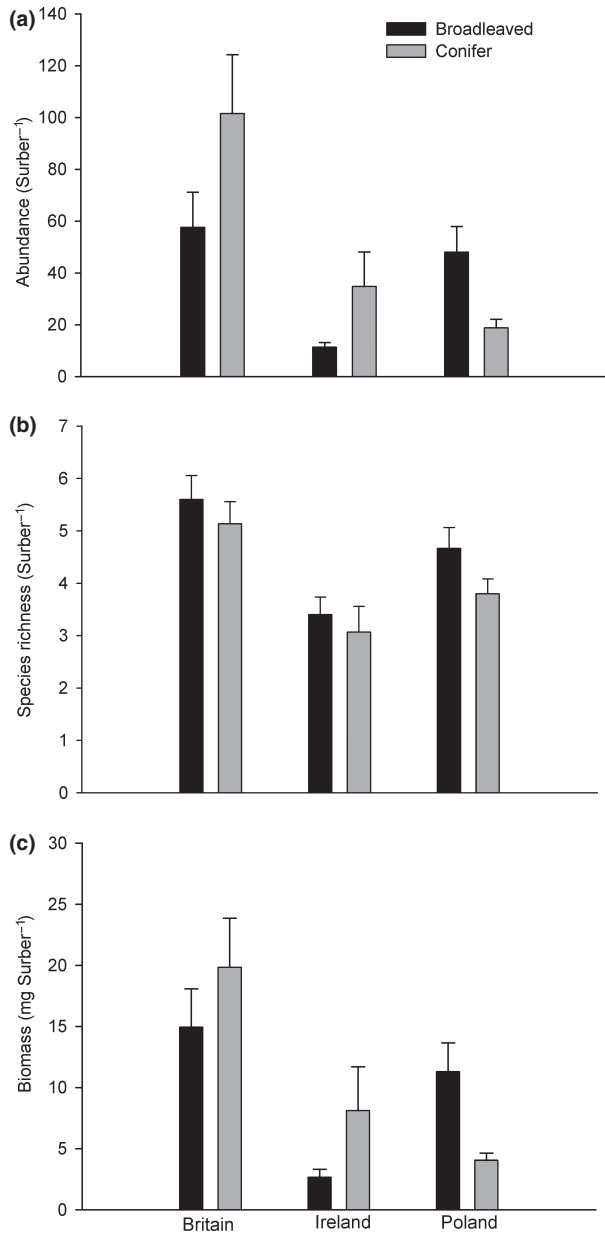 (a)
140
120
100
80
60
40
20
0
Abundance (Surber⁻¹)
Broadleaved
Conifer
(b)
7
6
5
4
3
2
1
0
Species richness (Surber⁻¹)
(c)
30
25
20
15
10
5
0
Biomass (mg Surber⁻¹)
Britain Ireland Poland